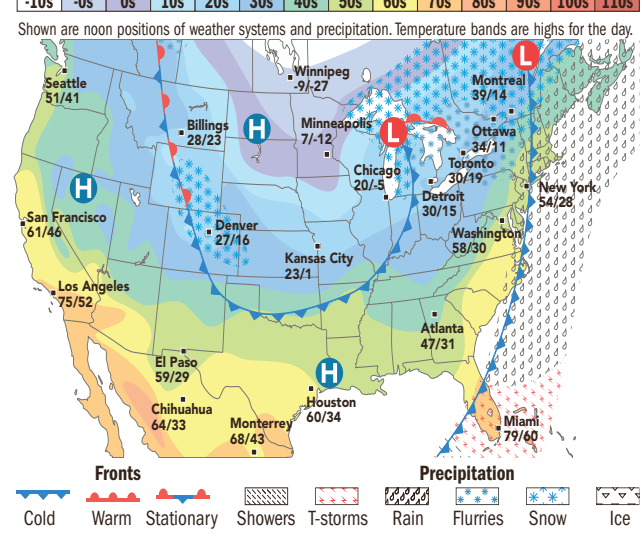 -10s -0s 0s 10s 20s 30s 40s 50s 60s 70s 80s 90s 100s 110s
Shown are noon positions of weather systems and precipitation. Temperature bands are highs for the day.
Seattle
51/41
Winnipeg
-9/-27
L
Montreal
39/14
Billings
28/23
H
Minneapolis
7/-12
L
Ottawa
34/11
Toronto
30/19
H
Chicago
20/-5
Detroit
30/15
New York
54/28
San Francisco
61/46
Denver
27/16
Washington
58/30
Kansas City
23/1
Los Angeles
75/52
Atlanta
47/31
El Paso
59/29
H
Houston
60/34
Chihuahua
64/33
Monterrey
68/43
Miami
79/60
Fronts
Precipitation
Cold
Warm
Stationary
Showers
T-storms
Rain
Flurries
Snow
Ice